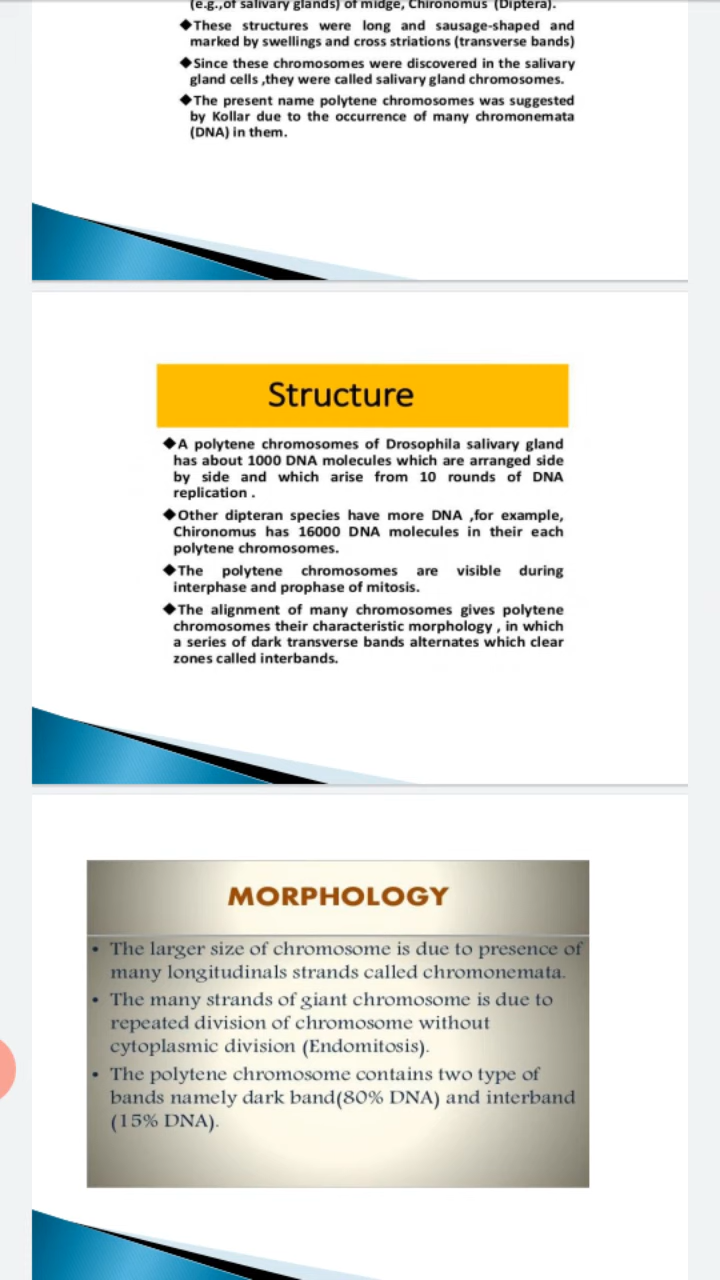 (e.g.,of salivary glands) of midge, Chironomus (Diptera).
◆These structures were long and sausage-shaped and
marked by swellings and cross striations (transverse bands)
◆Since these chromosomes were discovered in the salivary
gland cells ,they were called salivary gland chromosomes.
◆The present name polytene chromosomes was suggested
by Kollar due to the occurrence of many chromonemata
(DNA) in them.
Structure
◆A polytene chromosomes of Drosophila salivary gland
has about 1000 DNA molecules which are arranged side
by side and which arise from 10 rounds of DNA
replication .
◆Other dipteran species have more DNA ,for example,
Chironomus has 16000 DNA molecules in their each
polytene chromosomes.
◆The polytene chromosomes are visible during
interphase and prophase of mitosis.
◆The alignment of many chromosomes gives polytene
chromosomes their characteristic morphology , in which
a series of dark transverse bands alternates which clear
zones called interbands.
MORPHOLOGY
• The larger size of chromosome is due to presence of
many longitudinals strands called chromonemata.
• The many strands of giant chromosome is due to
repeated division of chromosome without
cytoplasmic division (Endomitosis).
• The polytene chromosome contains two type of
bands namely dark band(80% DNA) and interband
(15% DNA).